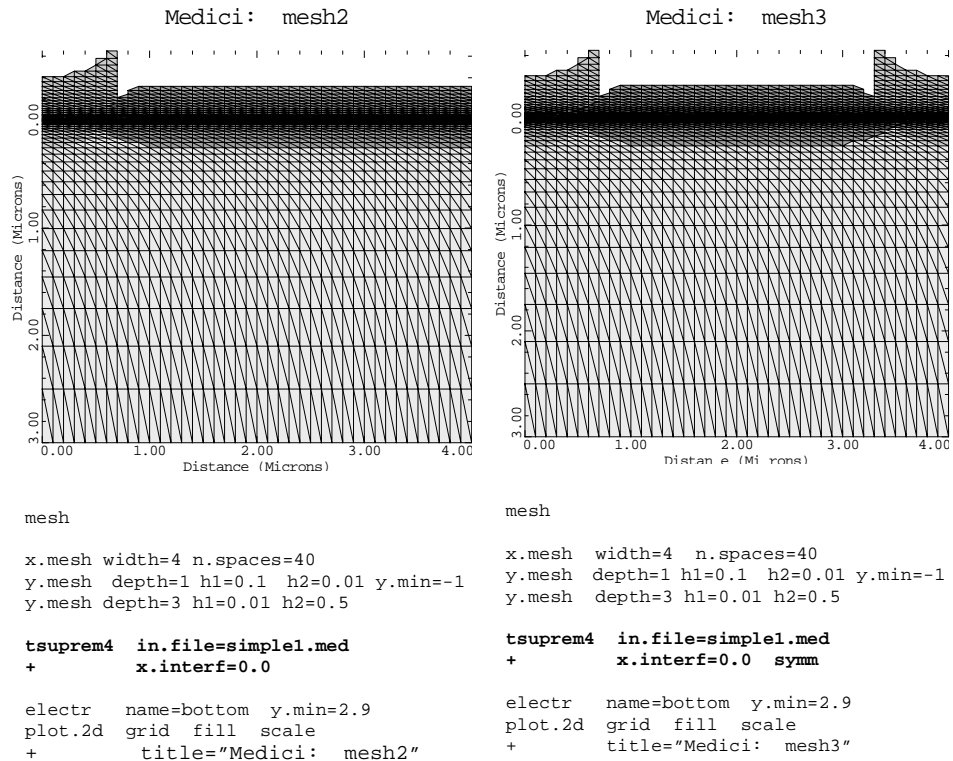 Medici: mesh2
0.00
1.00
2.00
3.00
Distance (Microns)
0.00 1.00 2.00 3.00 4.00
Distance (Microns)
mesh
x.mesh width=4 n.spaces=40
y.mesh depth=1 h1=0.1 h2=0.01 y.min=-1
y.mesh depth=3 h1=0.01 h2=0.5
tsuprem4 in.file=simple1.med
+ x.interf=0.0
electr name=bottom y.min=2.9
plot.2d grid fill scale
+ title="Medici: mesh2"
Medici: mesh3
0.00
1.00
2.00
3.00
Distance (Microns)
0.00 1.00 2.00 3.00 4.00
Distan e (Mi rons)
mesh
x.mesh width=4 n.spaces=40
y.mesh depth=1 h1=0.1 h2=0.01 y.min=-1
y.mesh depth=3 h1=0.01 h2=0.5
tsuprem4 in.file=simple1.med
+ x.interf=0.0 symm
electr name=bottom y.min=2.9
plot.2d grid fill scale
+ title="Medici: mesh3"